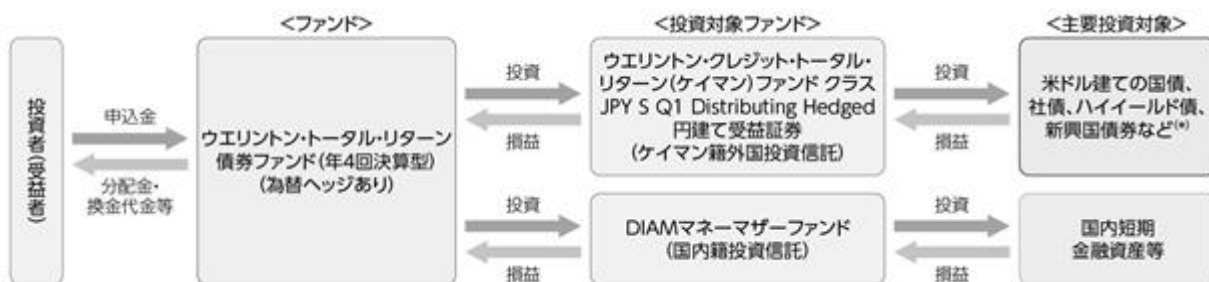 <ファンド>
<投資対象ファンド>
<主要投資対象>
投資者(受益者)
申込金
分配金・
換金代金等
ウエリントン・トータル・リターン
債券ファンド(年4回決算型)
(為替ヘッジあり)
投資
損益
ウエリントン・クレジット・トータル・
リターン(ケイマン)ファンド クラス
JPY S Q1 Distributing Hedged
円建て受益証券
(ケイマン籍外国投資信託)
投資
損益
米ドル建ての国債、
社債、ハイイールド債、
新興国債券など(*)
投資
損益
DIAMマネーマザーファンド
(国内籍投資信託)
投資
損益
国内短期
金融資産等